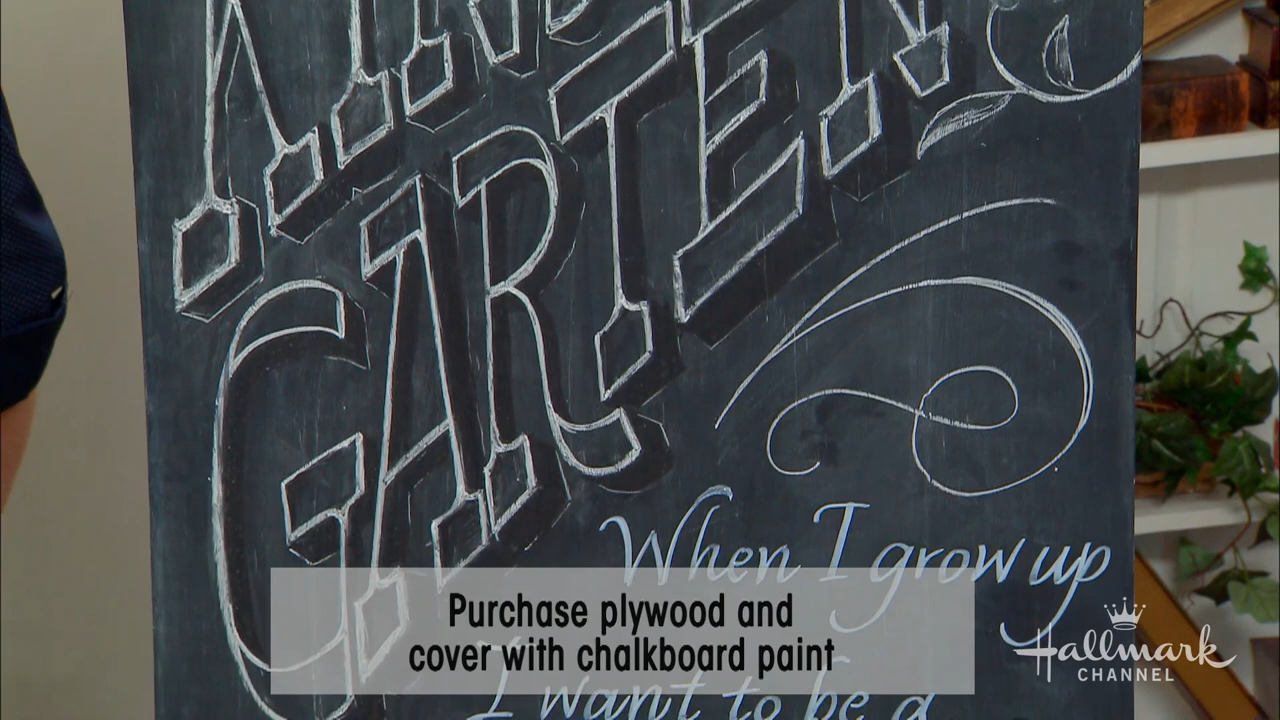 GARTEN
When I grow up
I want to be a
Purchase plywood and
cover with chalkboard paint
Hallmark
CHANNEL